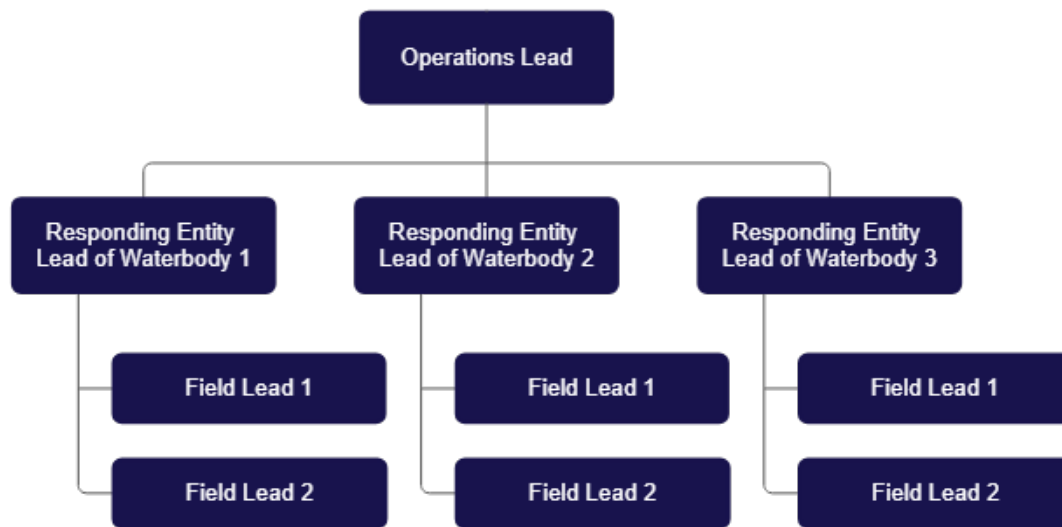 Operations Lead
Responding Entity
Lead of Waterbody 1
Responding Entity
Lead of Waterbody 2
Responding Entity
Lead of Waterbody 3
Field Lead 1
Field Lead 1
Field Lead 1
Field Lead 2
Field Lead 2
Field Lead 2